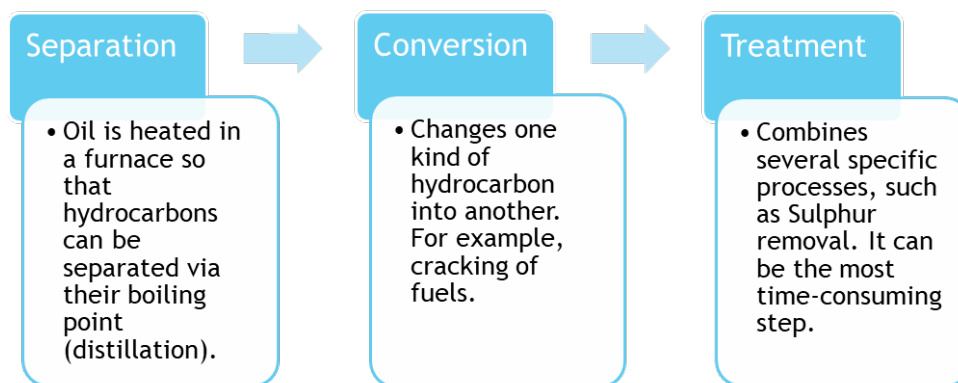 Separation
• Oil is heated in
a furnace so
that
hydrocarbons
can be
separated via
their boiling
point
(distillation).
Conversion
• Changes one
kind of
hydrocarbon
into another.
For example,
cracking of
fuels.
Treatment
• Combines
several specific
processes, such
as Sulphur
removal. It can
be the most
time-consuming
step.